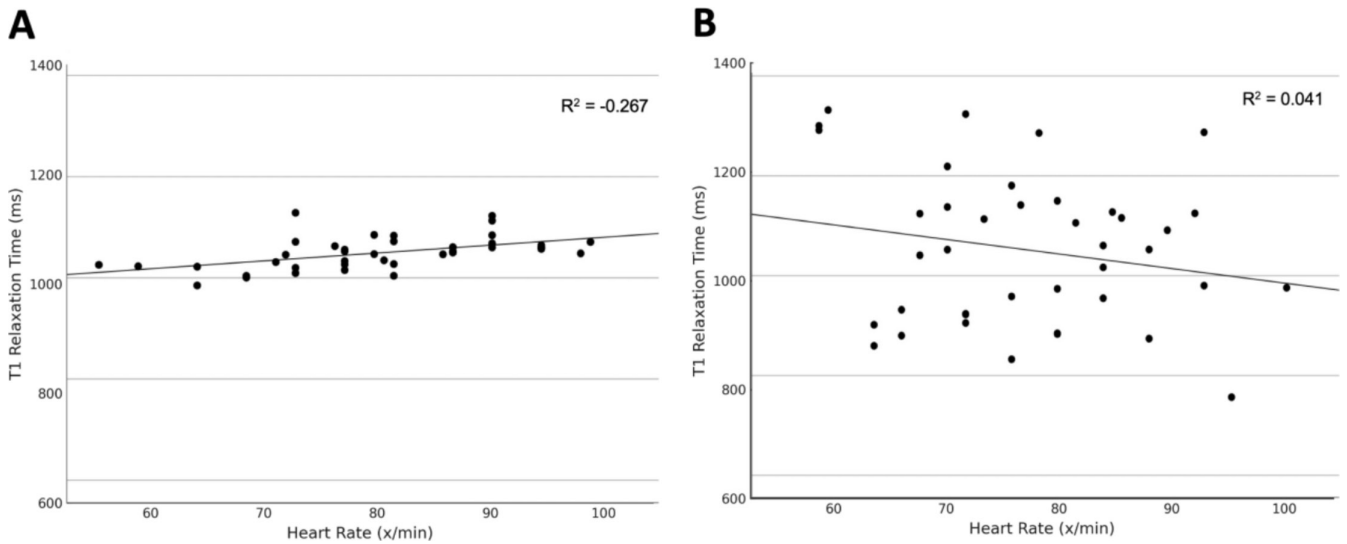 A
1400
R² = -0.267
1200
1000
800
600
T1 Relaxation Time (ms)
60 70 80 90 100
Heart Rate (x/min)
B
1400
R² = 0.041
1200
1000
800
600
T1 Relaxation Time (ms)
60 70 80 90 100
Heart Rate (x/min)